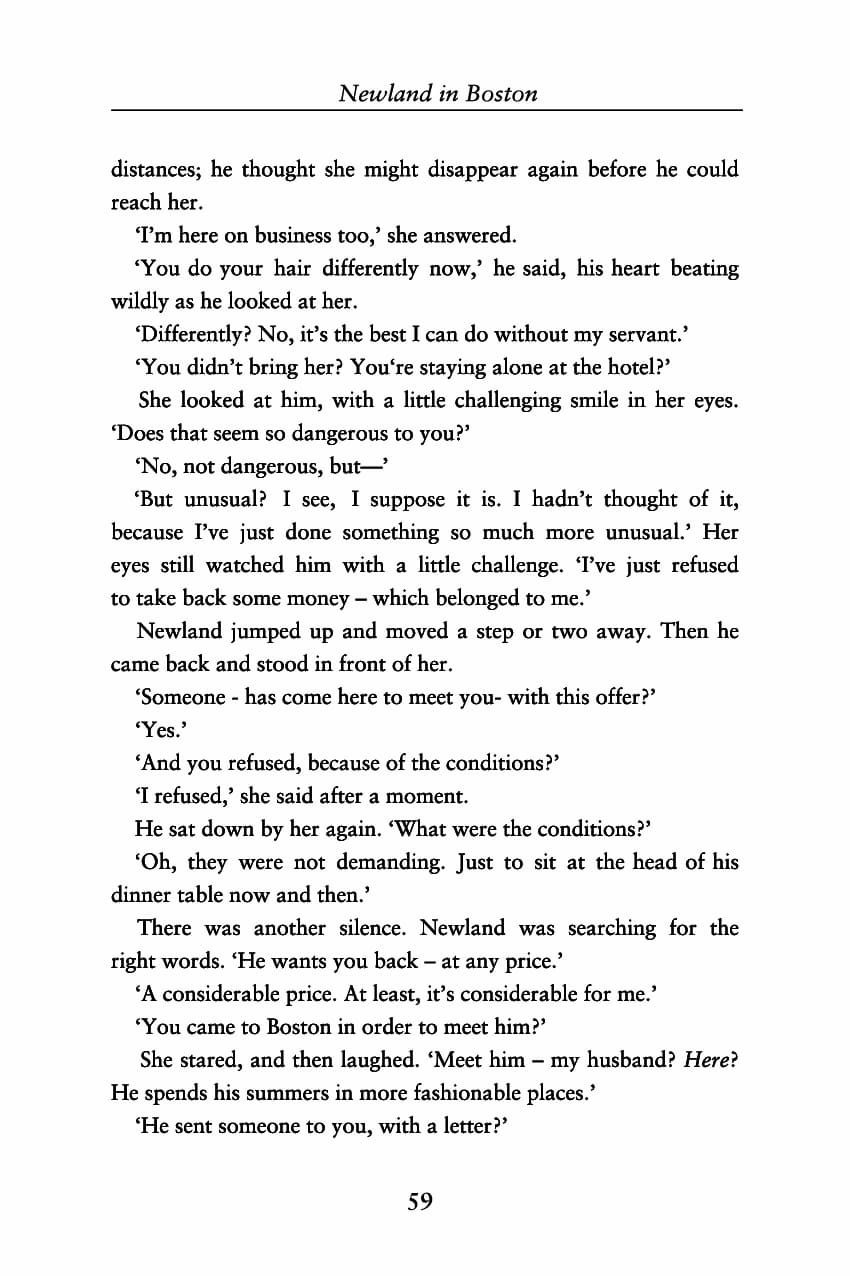 Newland in Boston
distances; he thought she might disappear again before he could
reach her.
‘I’m here on business too,’ she answered.
‘You do your hair differently now,’ he said, his heart beating
wildly as he looked at her.
‘Differently? No, it’s the best I can do without my servant.’
‘You didn’t bring her? You‘re staying alone at the hotel?’
She looked at him, with a little challenging smile in her eyes.
‘Does that seem so dangerous to you?’
‘No, not dangerous, but—’
‘But unusual? I see, I suppose it is. I hadn’t thought of it,
because I’ve just done something so much more unusual.’ Her
eyes still watched him with a little challenge. ‘I’ve just refused
to take back some money – which belonged to me.’
Newland jumped up and moved a step or two away. Then he
came back and stood in front of her.
‘Someone - has come here to meet you- with this offer?’
‘Yes.’
‘And you refused, because of the conditions?’
‘I refused,’ she said after a moment.
He sat down by her again. ‘What were the conditions?’
‘Oh, they were not demanding. Just to sit at the head of his
dinner table now and then.’
There was another silence. Newland was searching for the
right words. ‘He wants you back – at any price.’
‘A considerable price. At least, it’s considerable for me.’
‘You came to Boston in order to meet him?’
She stared, and then laughed. ‘Meet him – my husband? Here?
He spends his summers in more fashionable places.’
‘He sent someone to you, with a letter?’
59